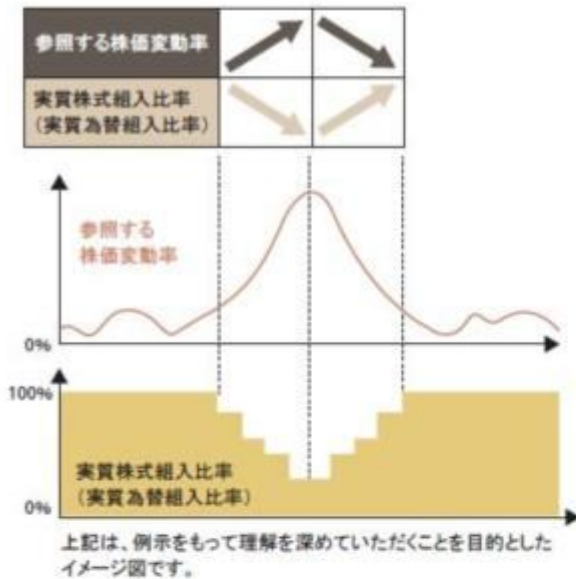 参照する株価変動率
実質株式組入比率
(実質為替組入比率)
参照する
株価変動率
0%
100%
実質株式組入比率
(実質為替組入比率)
0%
上記は、例示をもって理解を深めていただくことを目的とした
イメージ図です。